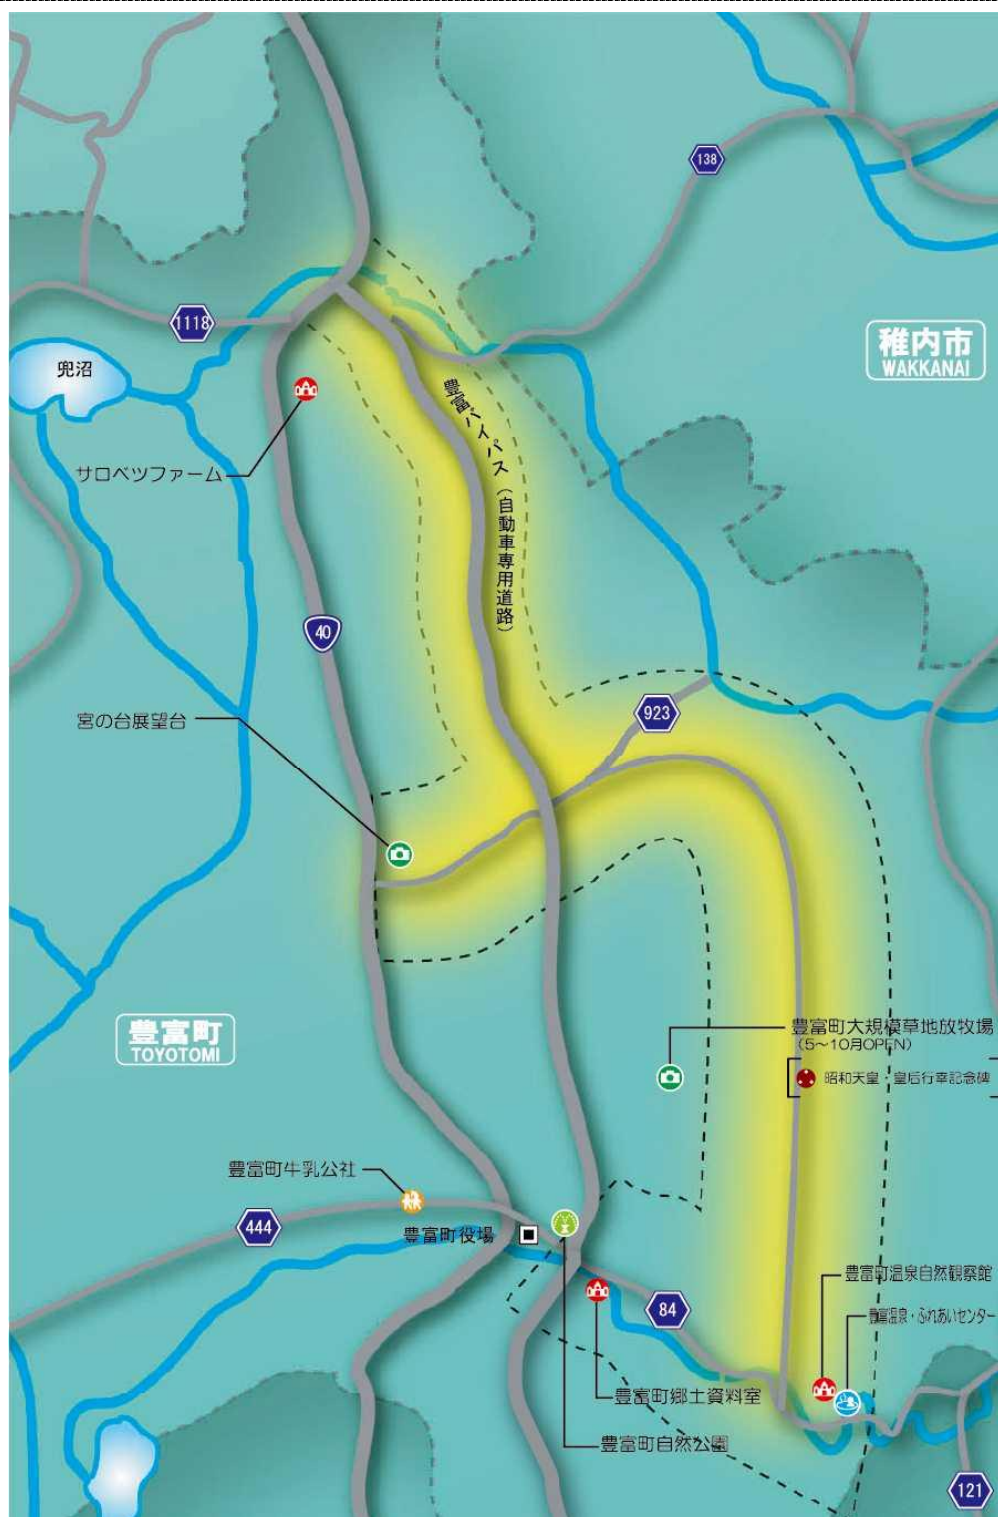 138
1118
稚内市
WAKKANAI
兜沼
豊富バイパス(自動車専用道路)
サロベツファーム
40
923
宮の台展望台
豊富町
TOYOTOMI
豊富町大規模草地放牧場
(5〜10月OPEN)
昭和天皇・皇后行幸記念碑
豊富町牛乳公社
444
豊富町役場
豊富町温泉自然観察館
84
豊富温泉・ふれあいセンター
豊富町郷土資料室
豊富町自然公園
121